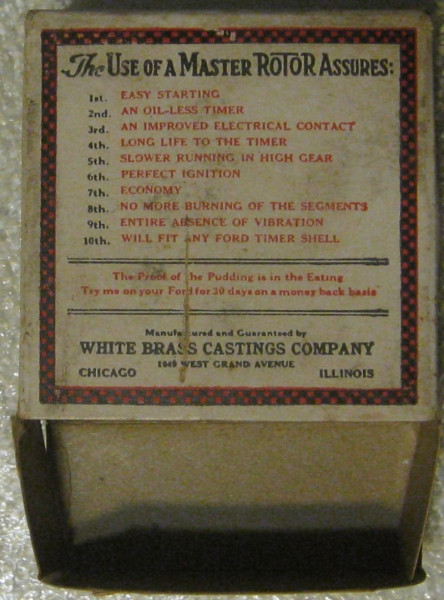 The USE OF A MASTER ROTOR ASSURES:
1st. EASY STARTING
2nd. AN OIL-LESS TIMER
3rd. AN IMPROVED ELECTRICAL CONTACT
4th. LONG LIFE TO THE TIMER
5th. SLOWER RUNNING IN HIGH GEAR
6th. PERFECT IGNITION
7th. ECONOMY
8th. NO MORE BURNING OF THE SEGMENTS
9th. ENTIRE ABSENCE OF VIBRATION
10th. WILL FIT ANY FORD TIMER SHELL
The Proof of the Pudding is in the Eating
Try me on your Ford for 30 days on a money back basis
Manufactured and Guaranteed by
WHITE BRASS CASTINGS COMPANY
WEST GRAND AVENUE
CHICAGO ILLINOIS